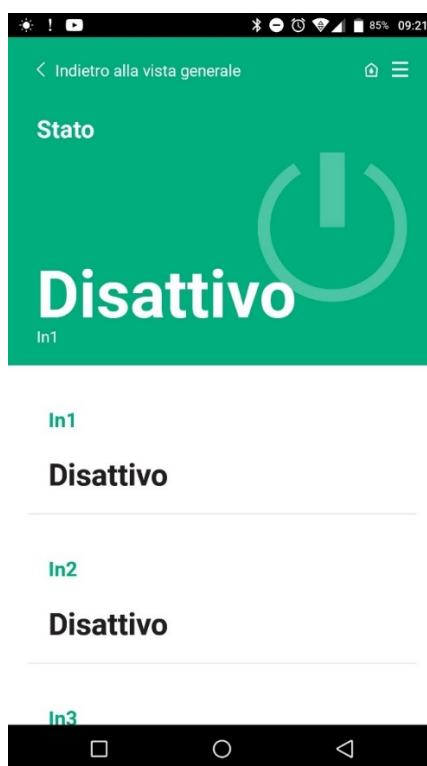 ! 85% 09:21
Indietro alla vista generale
Stato
Disattivo
In1
In1
Disattivo
In2
Disattivo
In3